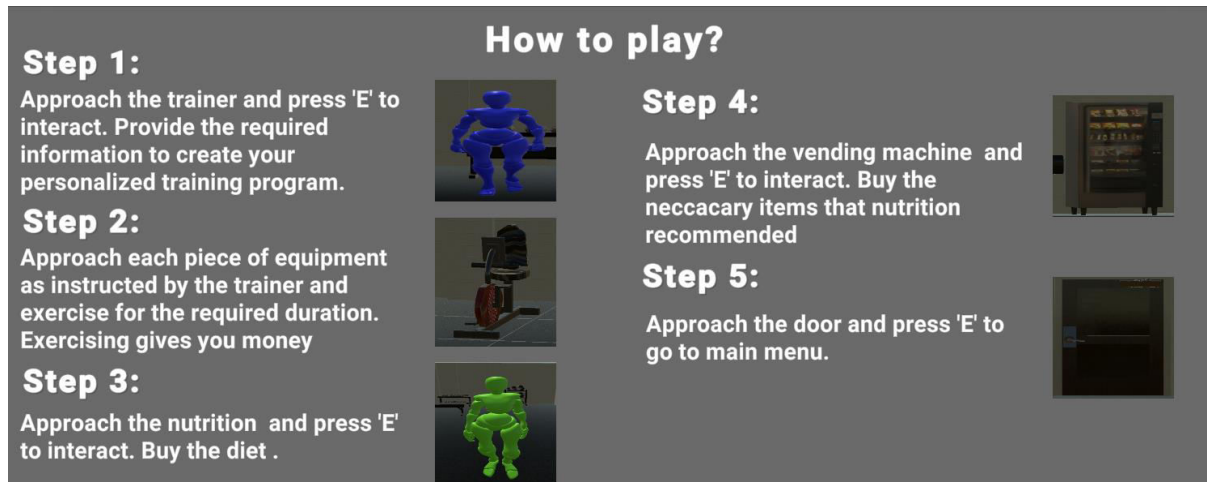 How to play?
Step 1:
Approach the trainer and press 'E' to
interact. Provide the required
information to create your
personalized training program.
Step 2:
Approach each piece of equipment
as instructed by the trainer and
exercise for the required duration.
Exercising gives you money
Step 3:
Approach the nutrition  and press 'E'
to interact. Buy the diet .
Step 4:
Approach the vending machine  and
press 'E' to interact. Buy the
neccacary items that nutrition
recommended
Step 5:
Approach the door and press 'E' to
go to main menu.